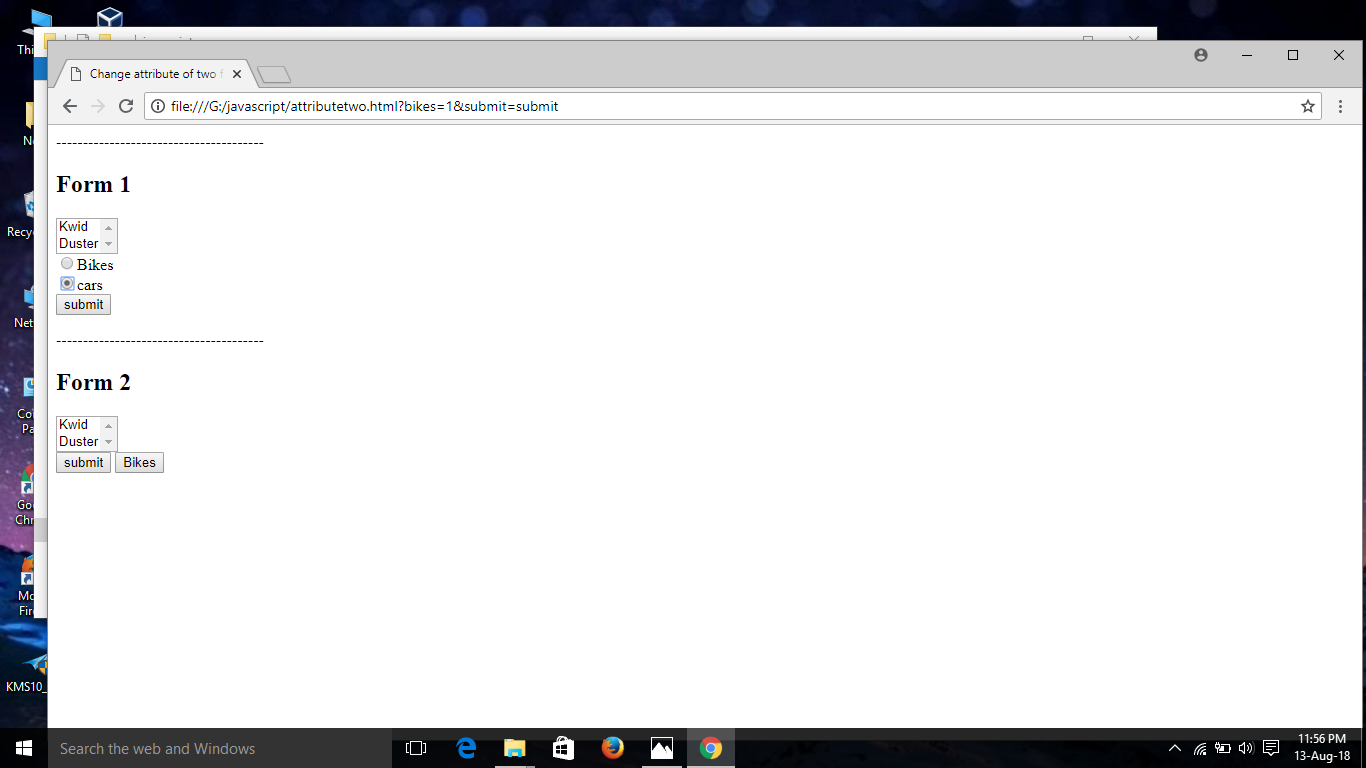 Change attribute of two f
file:///G:/javascript/attributetwo.html?bikes=1&submit=submit
---------------------------------------
Form 1
Kwid
Duster
Bikes
cars
submit
---------------------------------------
Form 2
Kwid
Duster
submit Bikes
KMS10_
Search the web and Windows
11:56 PM
13-Aug-18